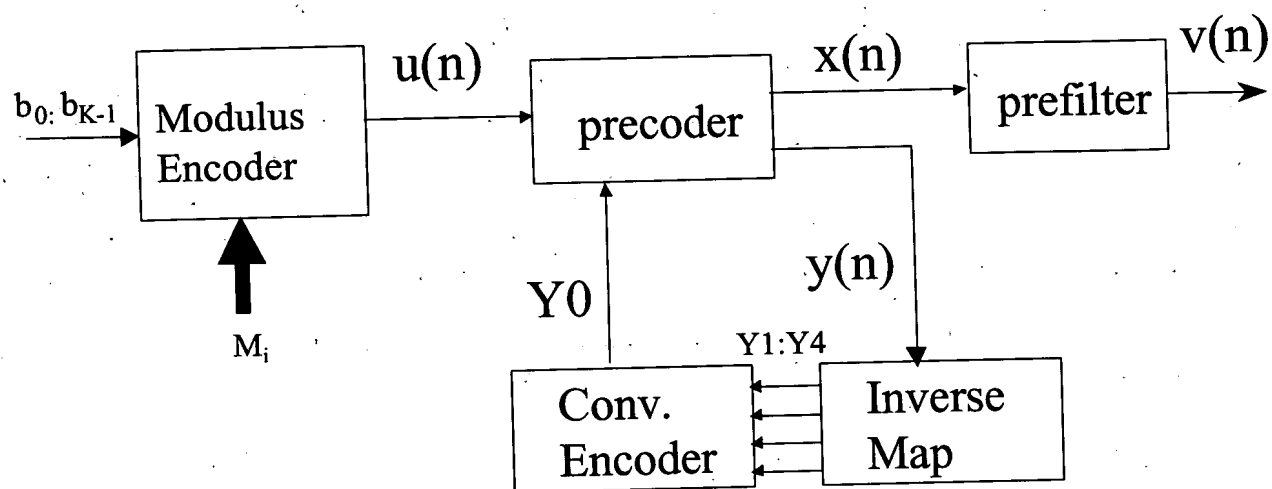 b0: bK-1
Modulus
Encoder
Mi
u(n)
precoder
x(n)
prefilter
v(n)
y(n)
Y0
Y1:Y4
Conv.
Encoder
Inverse
Map